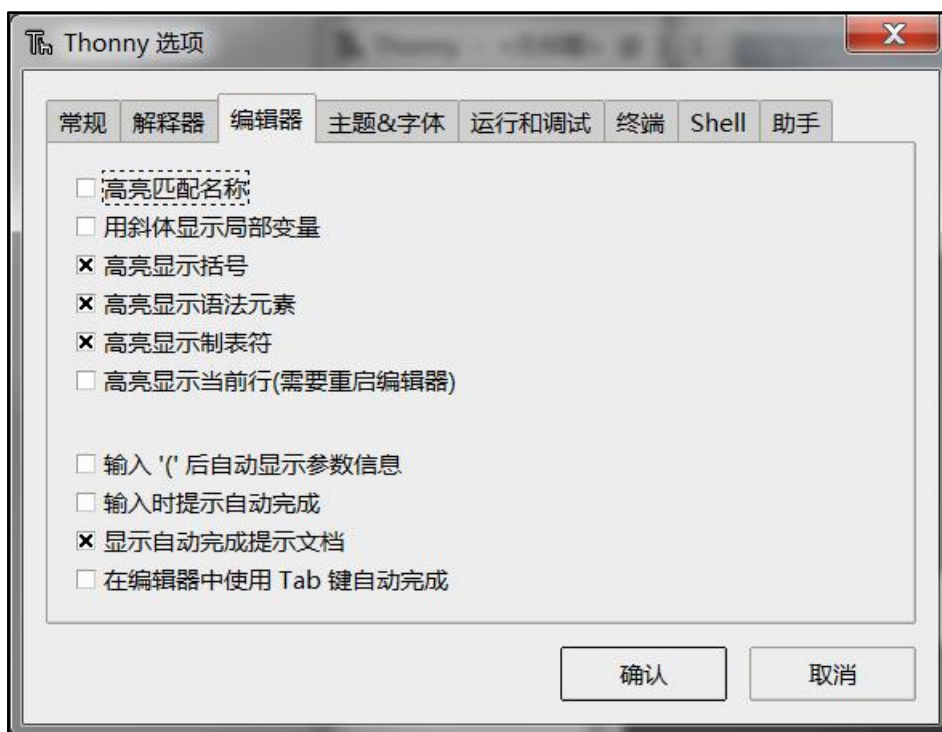 Thonny 选项
常规 解释器 编辑器 主题&字体 运行和调试 终端 Shell 助手
高亮匹配名称
用斜体显示局部变量
高亮显示括号
高亮显示语法元素
高亮显示制表符
高亮显示当前行(需要重启编辑器)
输入 '(' 后自动显示参数信息
输入时提示自动完成
显示自动完成提示文档
在编辑器中使用 Tab 键自动完成
确认 取消